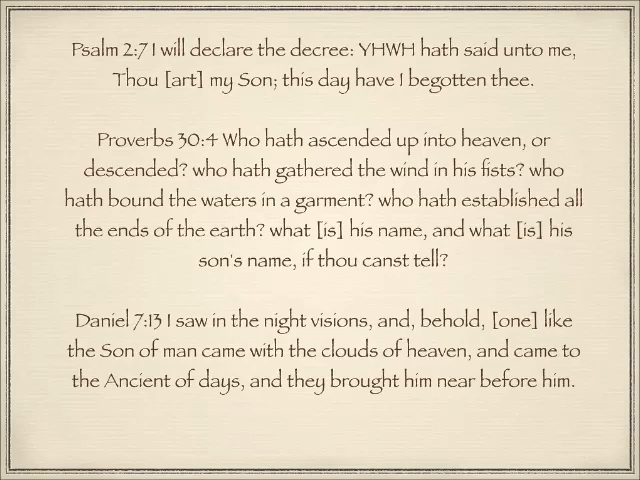 Psalm 2:7 I will declare the decree: YHWH hath said unto me,
Thou [art] my Son; this day have I begotten thee.
Proverbs 30:4 Who hath ascended up into heaven, or
descended? who hath gathered the wind in his fists? who
hath bound the waters in a garment? who hath established all
the ends of the earth? what [is] his name, and what [is] his
son's name, if thou canst tell?
Daniel 7:13 I saw in the night visions, and, behold, [one] like
the Son of man came with the clouds of heaven, and came to
the Ancient of days, and they brought him near before him.